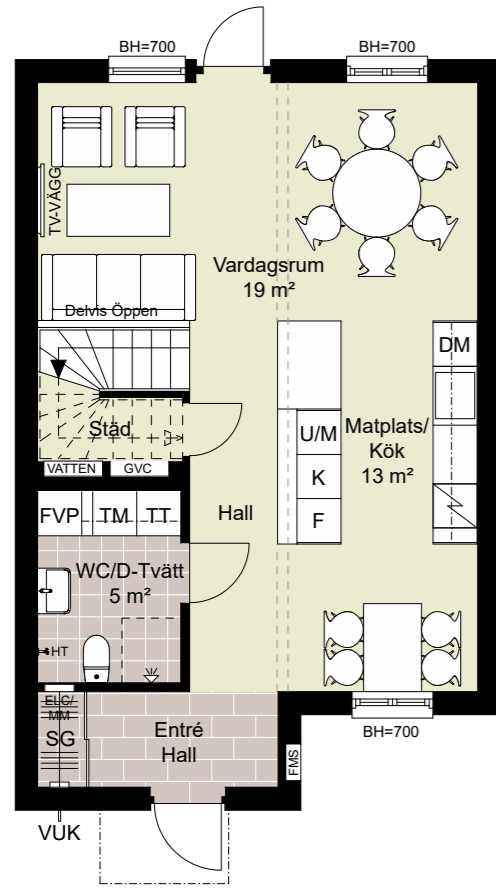 BH=700
BH=700
TV-VÄGG
Vardagsrum
19 m²
Delvis Öppen
DM
Städ
U/M
Matplats/
Kök
13 m²
K
VATTEN
GVC
F
Hall
FVP
TM
TT
WC/D-Tvätt
5 m²
HT
ELC/
MM
SG
Entré
Hall
BH=700
FMS
VUK